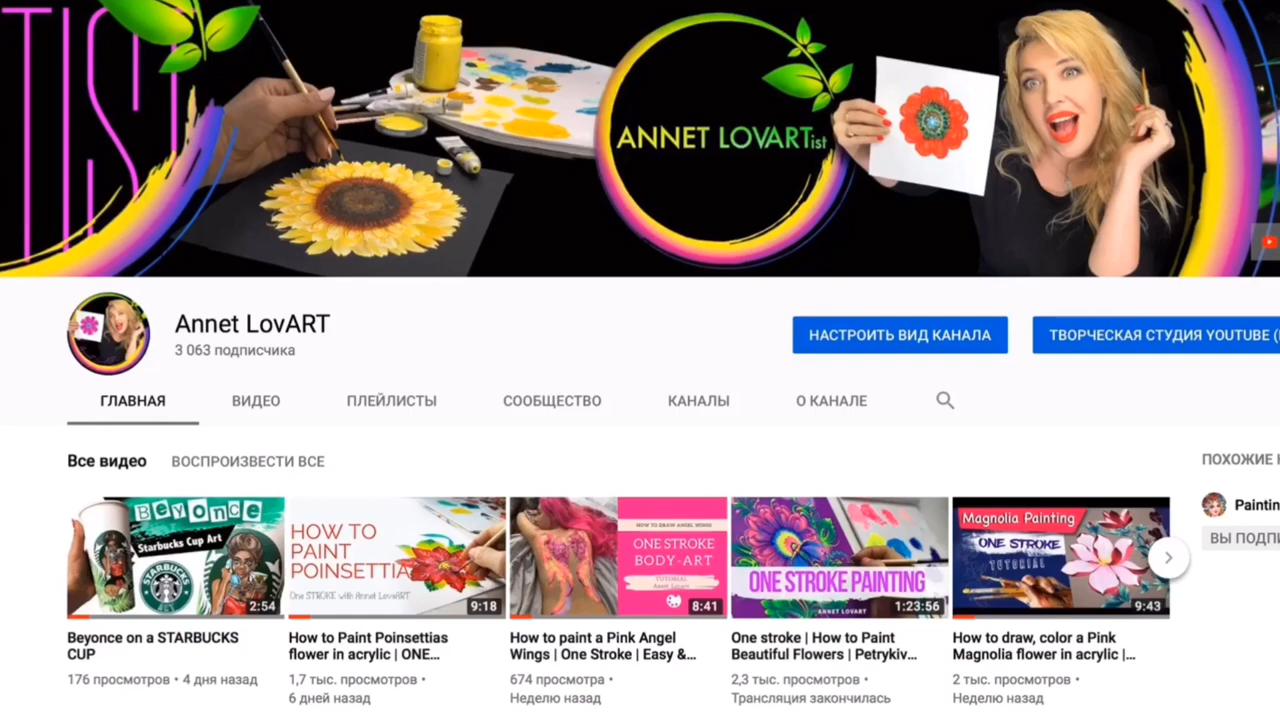 TIS
ANNET LOVARTist
Annet LovART
3 063 подписчика
НАСТРОИТЬ ВИД КАНАЛА
ТВОРЧЕСКАЯ СТУДИЯ YOUTUBE (
ГЛАВНАЯ
ВИДЕО
ПЛЕЙЛИСТЫ
СООБЩЕСТВО
КАНАЛЫ
О КАНАЛЕ
Все видео
ВОСПРОИЗВЕСТИ ВСЕ
ПОХОЖИЕ
BEYONCE
Starbucks Cup Art
STARBUCKS
2:54
HOW TO
PAINT
POINSETTIA
One STROKE with Annet LovaART
9:18
HOW TO DRAW ANGEL WINGS
ONE STROKE
BODY-ART
TUTORIAL
Annet Lovart
8:41
ONE STROKE PAINTING
ANNET LOVART
1:23:56
Magnolia Painting
ONE STROKE
TUTORIAL
9:43
Paintin
ВЫ ПОДПИ
Beyonce on a STARBUCKS
CUP
176 просмотров • 4 дня назад
How to Paint Poinsettias
flower in acrylic | ONE...
1,7 тыс. просмотров •
6 дней назад
How to paint a Pink Angel
Wings | One Stroke | Easy &...
674 просмотра •
Неделю назад
One stroke | How to Paint
Beautiful Flowers | Petrykiv...
2,3 тыс. просмотров •
Трансляция закончилась
How to draw, color a Pink
Magnolia flower in acrylic |...
2 тыс. просмотров •
Неделю назад